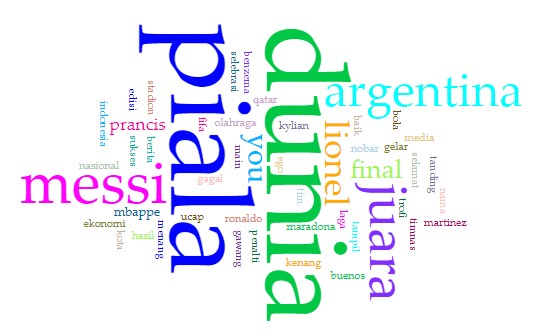 piala
dunia
argentina
messi
juara
lionel
final
you
prancis
mbappe
benzema
selebrasi
stadion
edisi
indonesia
qatar
fifa
olahraga
kylian
baik
bola
media
gelar
nobar
selamat
tanding
nama
sukses
berita
nasional
gagal
main
ego
tim
ekonomi
ucap
ronaldo
maradona
laga
tampil
trofi
timnas
martinez
kota
hasil
menang
gawang
penalti
kenang
buenos